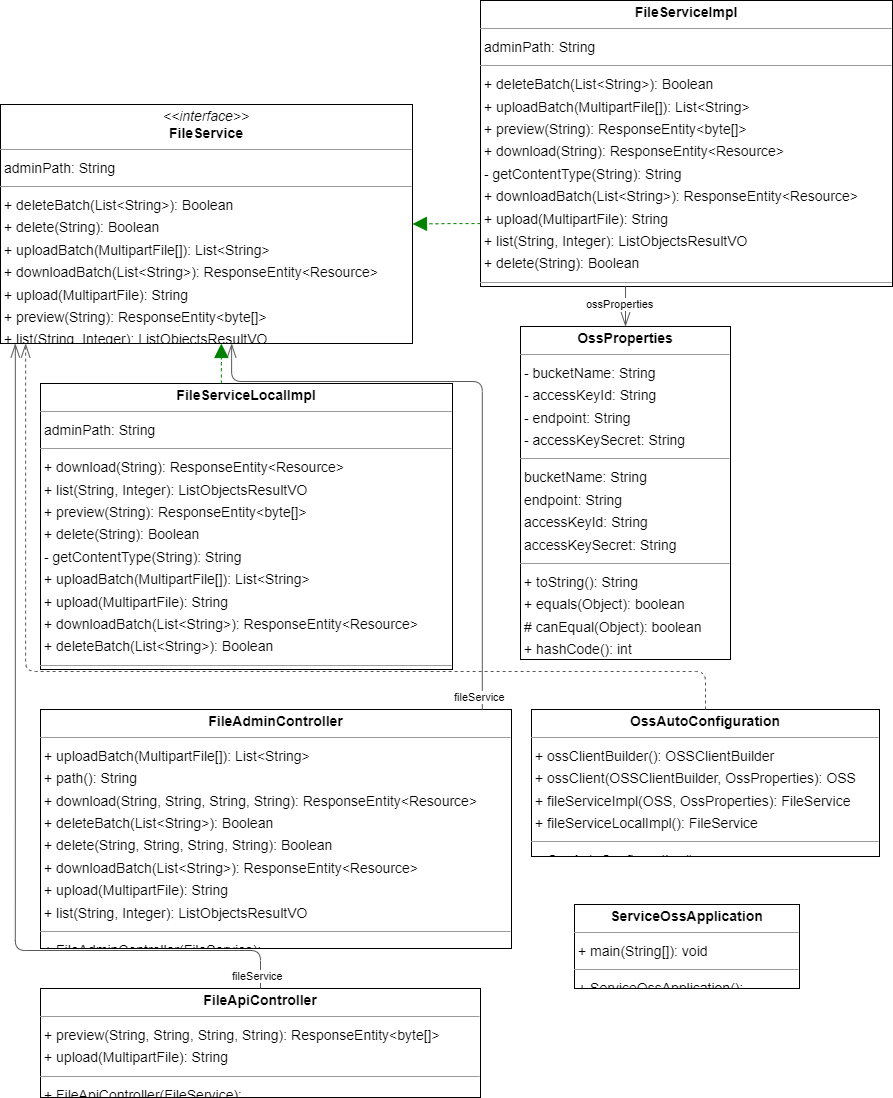 FileServiceImpl
adminPath: String
+ deleteBatch(List<String>): Boolean
+ uploadBatch(MultipartFile[]): List<String>
+ preview(String): ResponseEntity<byte[]>
+ download(String): ResponseEntity<Resource>
- getContentType(String): String
+ downloadBatch(List<String>): ResponseEntity<Resource>
+ upload(MultipartFile): String
+ list(String, Integer): ListObjectsResultVO
+ delete(String): Boolean
<<interface>>
FileService
adminPath: String
+ deleteBatch(List<String>): Boolean
+ delete(String): Boolean
+ uploadBatch(MultipartFile[]): List<String>
+ downloadBatch(List<String>): ResponseEntity<Resource>
+ upload(MultipartFile): String
+ preview(String): ResponseEntity<byte[]>
+ list(String, Integer): ListObjectsResultVO
ossProperties
OssProperties
- bucketName: String
- accessKeyId: String
- endpoint: String
- accessKeySecret: String
bucketName: String
endpoint: String
accessKeyId: String
accessKeySecret: String
+ toString(): String
+ equals(Object): boolean
# canEqual(Object): boolean
+ hashCode(): int
FileServiceLocalImpl
adminPath: String
+ download(String): ResponseEntity<Resource>
+ list(String, Integer): ListObjectsResultVO
+ preview(String): ResponseEntity<byte[]>
+ delete(String): Boolean
- getContentType(String): String
+ uploadBatch(MultipartFile[]): List<String>
+ upload(MultipartFile): String
+ downloadBatch(List<String>): ResponseEntity<Resource>
+ deleteBatch(List<String>): Boolean
fileService
FileAdminController
+ uploadBatch(MultipartFile[]): List<String>
+ path(): String
+ download(String, String, String, String): ResponseEntity<Resource>
+ deleteBatch(List<String>): Boolean
+ delete(String, String, String, String): Boolean
+ downloadBatch(List<String>): ResponseEntity<Resource>
+ upload(MultipartFile): String
+ list(String, Integer): ListObjectsResultVO
+ FileAdminController(FileService):
OssAutoConfiguration
+ ossClientBuilder(): OSSClientBuilder
+ ossClient(OSSClientBuilder, OssProperties): OSS
+ fileServiceImpl(OSS, OssProperties): FileService
+ fileServiceLocalImpl(): FileService
ServiceOssApplication
+ main(String[]): void
+ ServiceOssApplication():
fileService
FileApiController
+ preview(String, String, String, String): ResponseEntity<byte[]>
+ upload(MultipartFile): String
+ FileApiController(FileService):